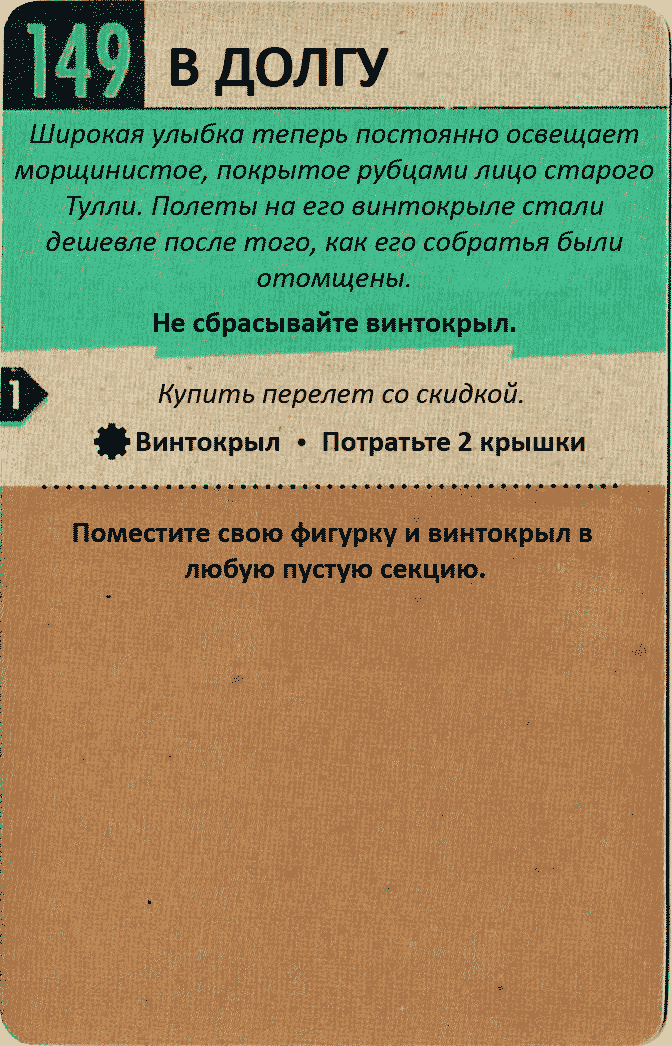 149 В ДОЛГУ
Широкая улыбка теперь постоянно освещает
морщинистое, покрытое рубцами лицо старого
Тулли. Полеты на его винтокрыле стали
дешевле после того, как его собратья были
отомщены.
Не сбрасывайте винтокрыл.
1 Купить перелет со скидкой.
Винтокрыл • Потратьте 2 крышки
Поместите свою фигурку и винтокрыл в
любую пустую секцию.